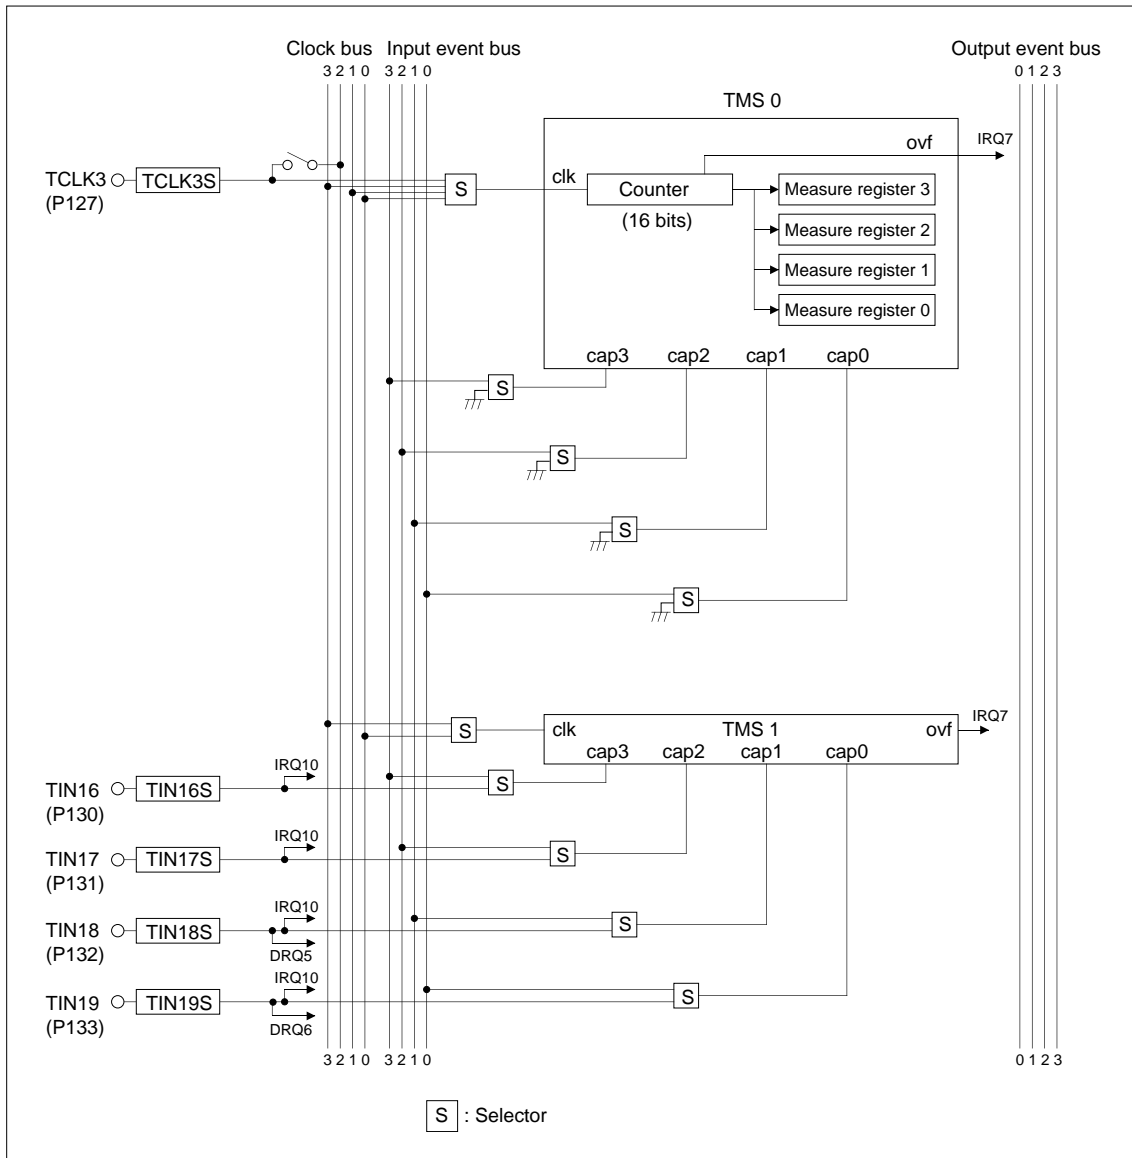 Clock bus Input event bus Output event bus
3 2 1 0 3 2 1 0 0 1 2 3
TMS 0
ovf IRQ7
TCLK3 TCLK3S S clk Counter Measure register 3
(P127) (16 bits) Measure register 2
Measure register 1
Measure register 0
cap3 cap2 cap1 cap0
S
S
S
S
IRQ7
S clk TMS 1 ovf
cap3 cap2 cap1 cap0
IRQ10
TIN16 TIN16S S
(P130)
IRQ10
TIN17 TIN17S S
(P131)
IRQ10
TIN18 TIN18S S
(P132) DRQ5
IRQ10
TIN19 TIN19S S
(P133) DRQ6
3 2 1 0 3 2 1 0 0 1 2 3
S : Selector